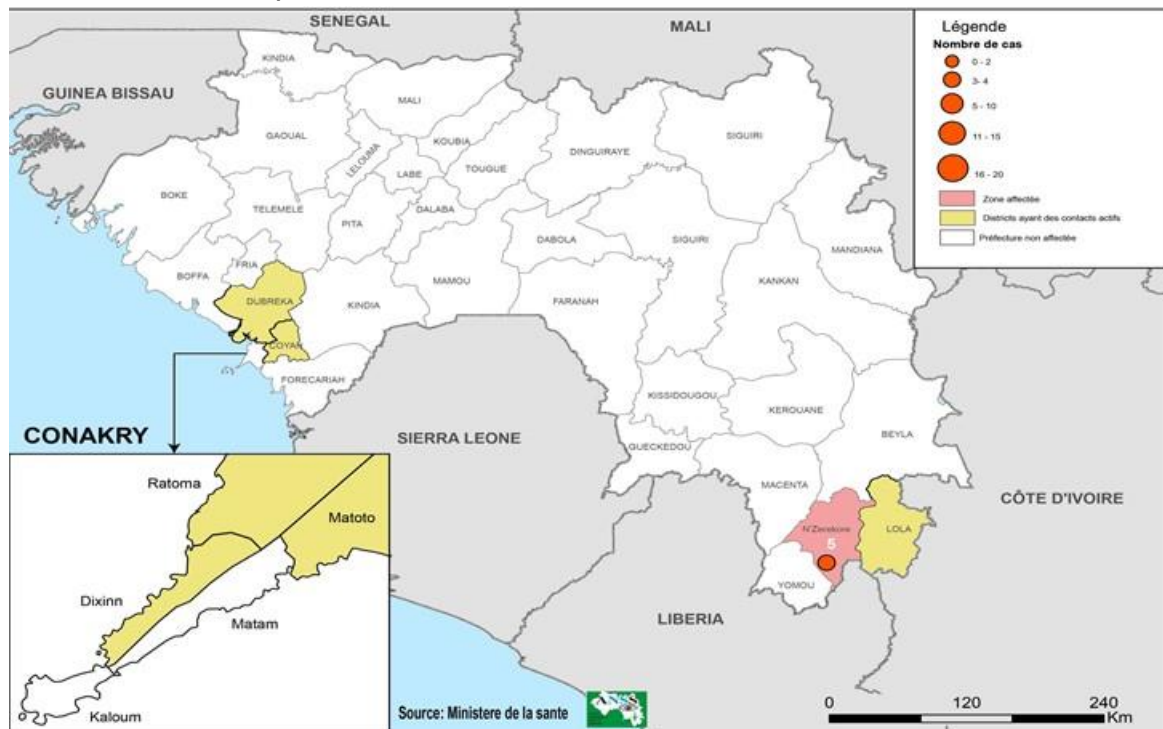 SENEGAL
MALI
GUINEA BISSAU
KINDIA
MALI
GAOUAL
LELOUMA
KOUBIA
LABE
TOUGUE
DINGUIRAYE
SIGUIRI
BOKE
TELEMELE
PITA
DALABA
DABOLA
SIGUIRI
MANDIANA
BOFFA
FRIA
DUBREKA
KINDIA
MAMOU
FARANAH
KANKAN
COYAH
FORECARIAH
KISSIDOUGOU
KEROUANE
GUECKEDOU
BEYLA
MACENTA
N'Zerekore
5
LOLA
YOMOU
SIERRA LEONE
LIBERIA
CÔTE D'IVOIRE
Légende
Nombre de cas
0 - 2
3- 4
5 - 10
11 - 15
16 - 20
Zone affectée
Districts ayant des contacts actifs
Préfecture non affectée
CONAKRY
Ratoma
Matoto
Dixinn
Matam
Kaloum
Source: Ministere de la sante
0 120 240
Km